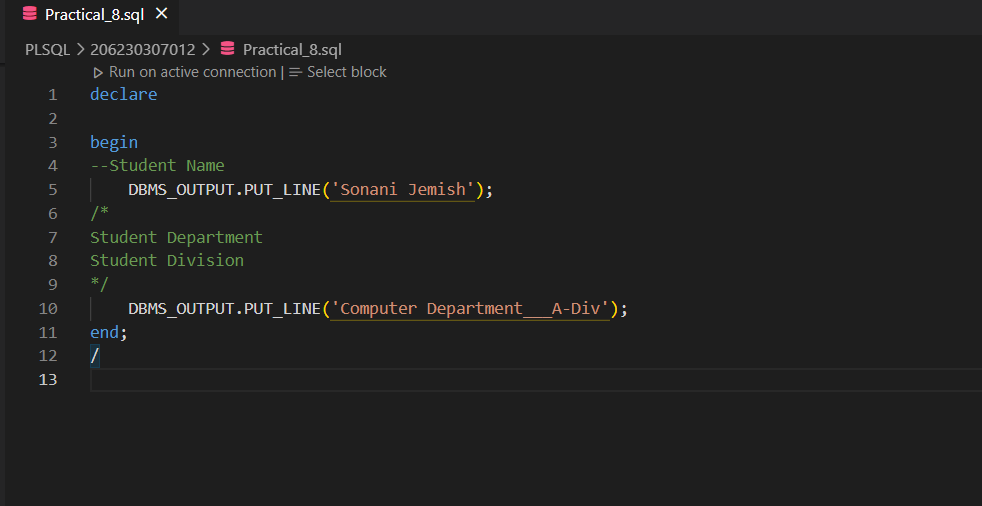 Practical_8.sql
PLSQL > 206230307012 > Practical_8.sql
Run on active connection | Select block
1 declare
2
3 begin
4 --Student Name
5 DBMS_OUTPUT.PUT_LINE('Sonani Jemish');
6 /*
7 Student Department
8 Student Division
9 */
10 DBMS_OUTPUT.PUT_LINE('Computer Department___A-Div');
11 end;
12 /
13